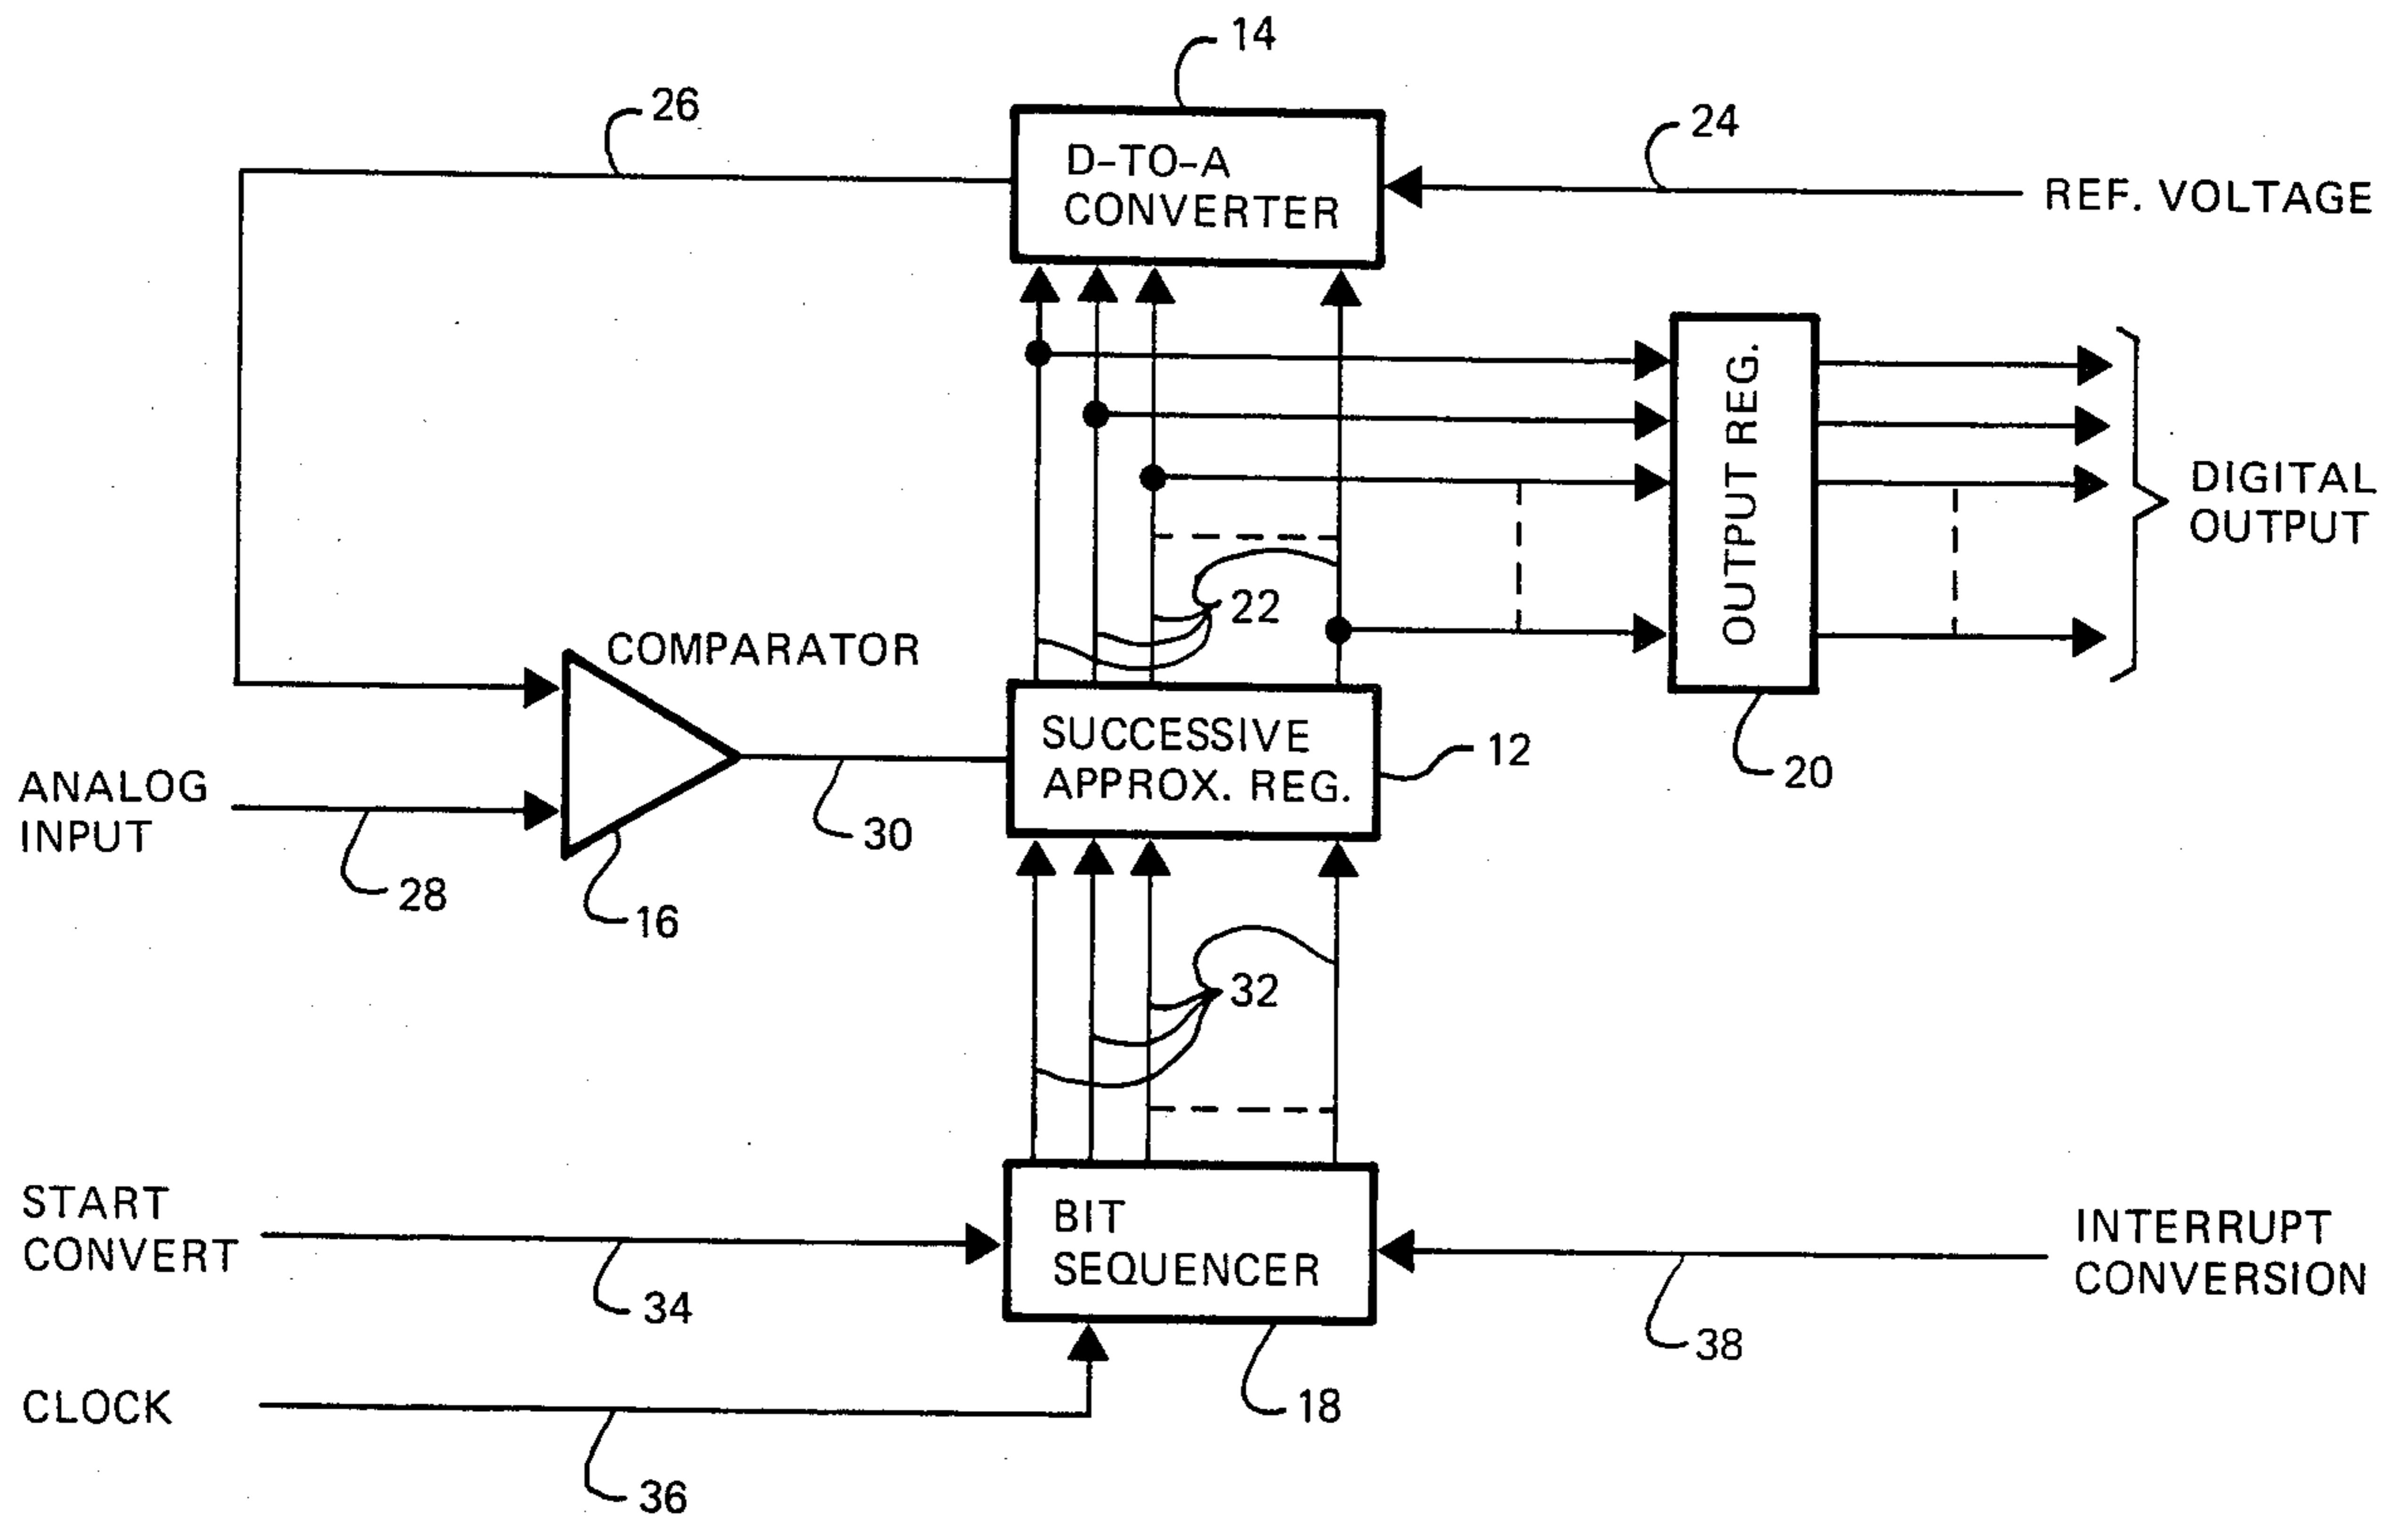 14
26
24
D-TO-A
CONVERTER
REF. VOLTAGE
OUTPUT REG.
DIGITAL
OUTPUT
22
COMPARATOR
SUCCESSIVE
APPROX. REG.
12
20
ANALOG
INPUT
30
28
16
32
START
CONVERT
BIT
SEQUENCER
INTERRUPT
CONVERSION
34
38
CLOCK
18
36